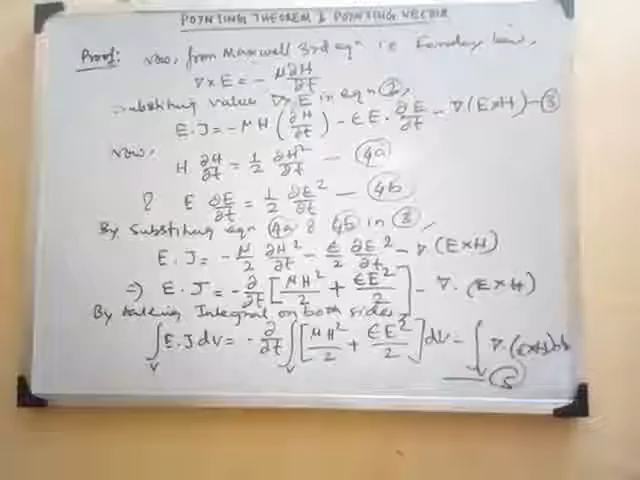 POYNTING THEOREM & POYNTING VECTOR
Proof: Now, from Maxwell 3rd eqn i.e Faraday law,
∇×E = - μ∂H/∂t
Substituting value ∇×E in eqn ②,
E.J = -μH (∂H/∂t) - ϵE. ∂E/∂t - ∇(E×H) - ③
Now,
H ∂H/∂t = 1/2 ∂H²/∂t - (4a)
& E ∂E/∂t = 1/2 ∂E²/∂t - (4b)
By Substituting eqn (4a) & (4b) in ③,
E.J = - μ/2 ∂H²/∂t - ϵ/2 ∂E²/∂t - ∇(E×H)
⇒ E.J = - ∂/∂t [μH²/2 + ϵE²/2] - ∇.(E×H)
By taking Integral on both sides
∫v E.J dv = - ∂/∂t ∫v [μH²/2 + ϵE²/2] dv - ∫v ∇.(E×H) dv
— ⑤